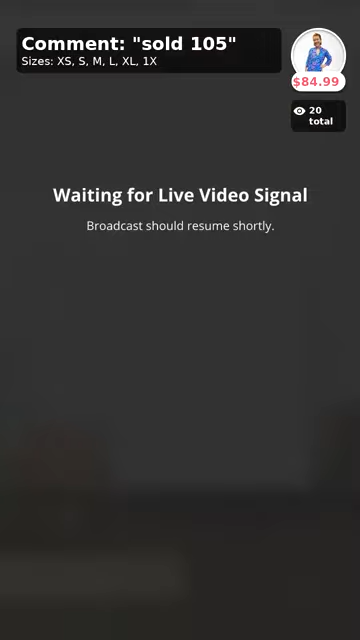 Comment: "sold 105"
Sizes: XS, S, M, L, XL, 1X
$84.99
20
total
Waiting for Live Video Signal
Broadcast should resume shortly.